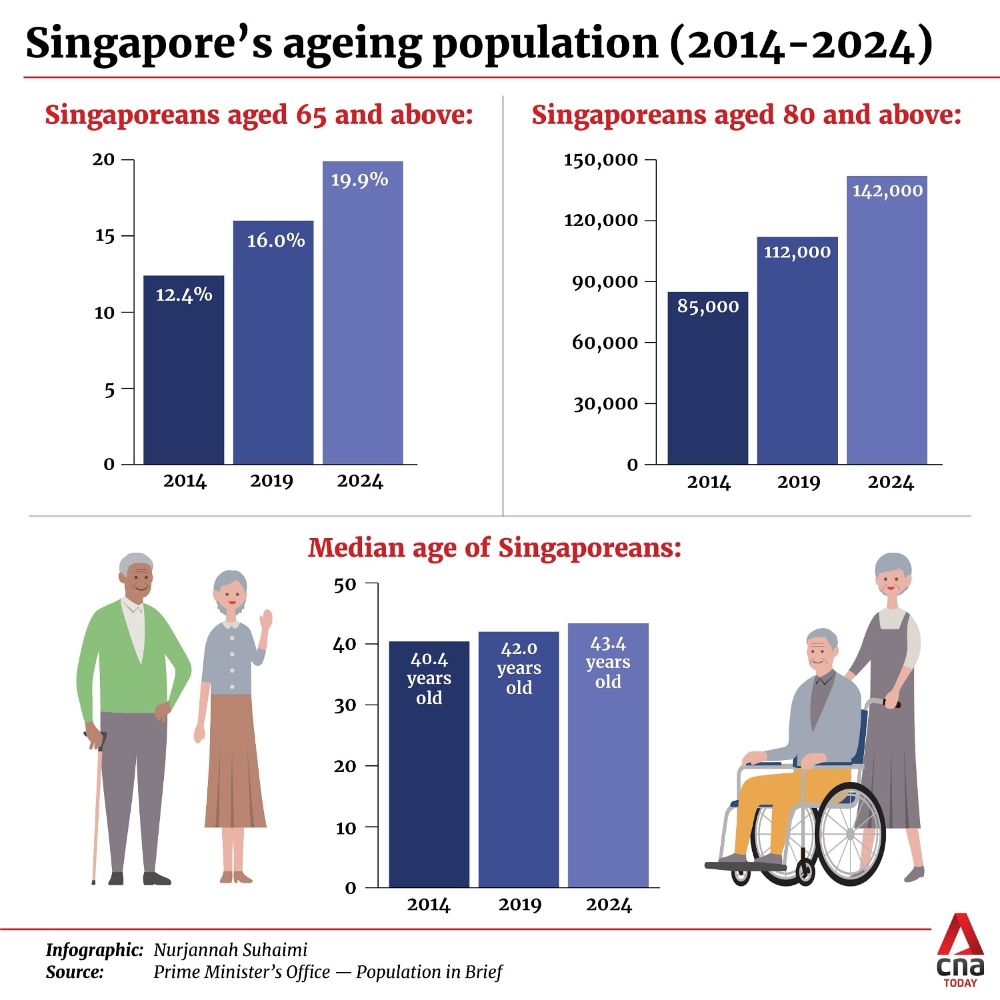 Singapore’s ageing population (2014-2024)
Singaporeans aged 65 and above:
20
15
10
5
0
12.4%
16.0%
19.9%
2014
2019
2024
Singaporeans aged 80 and above:
150,000
120,000
90,000
60,000
30,000
0
85,000
112,000
142,000
2014
2019
2024
Median age of Singaporeans:
50
40
30
20
10
0
40.4
years
old
42.0
years
old
43.4
years
old
2014
2019
2024
Infographic: Nurjannah Suhaimi
Source: Prime Minister’s Office — Population in Brief
cna
TODAY